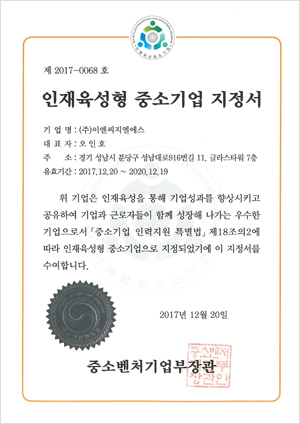 제 2017-0068 호
인재육성형 중소기업 지정서
기 업 명 : (주)이앤씨지엘에스
대 표 자 : 오 인 호
주 소 : 경기 성남시 분당구 성남대로916번길 11, 글라스타워 7층
유효기간 : 2017.12.20 ~ 2020.12.19
위 기업은 인재육성을 통해 기업성과를 향상시키고
공유하여 기업과 근로자들이 함께 성장해 나가는 우수한
기업으로서 「중소기업 인력지원 특별법」 제18조의2에
따라 인재육성형 중소기업으로 지정되었기에 이 지정서를
수여합니다.
2017년 12월 20일
중소벤처기업부장관